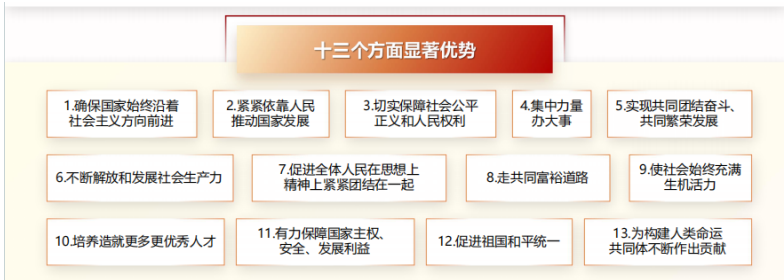 十三个方面显著优势
1.确保国家始终沿着
社会主义方向前进
2.紧紧依靠人民
推动国家发展
3.切实保障社会公平
正义和人民权利
4.集中力量
办大事
5.实现共同团结奋斗、
共同繁荣发展
6.不断解放和发展社会生产力
7.促进全体人民在思想上
精神上紧紧团结在一起
8.走共同富裕道路
9.使社会始终充满
生机活力
10.培养造就更多更优秀人才
11.有力保障国家主权、
安全、发展利益
12.促进祖国和平统一
13.为构建人类命运
共同体不断作出贡献